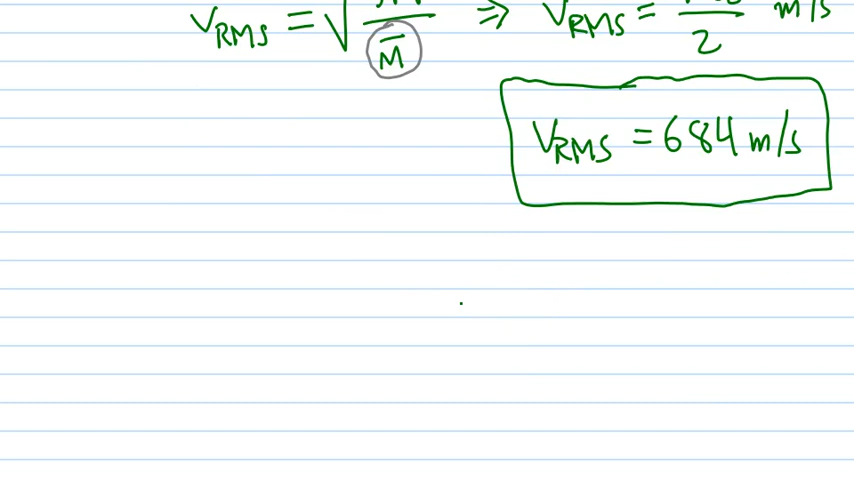 V_RMS = √ / M̅ ⇒ V_RMS = / 2 m/s
V_RMS = 684 m/s